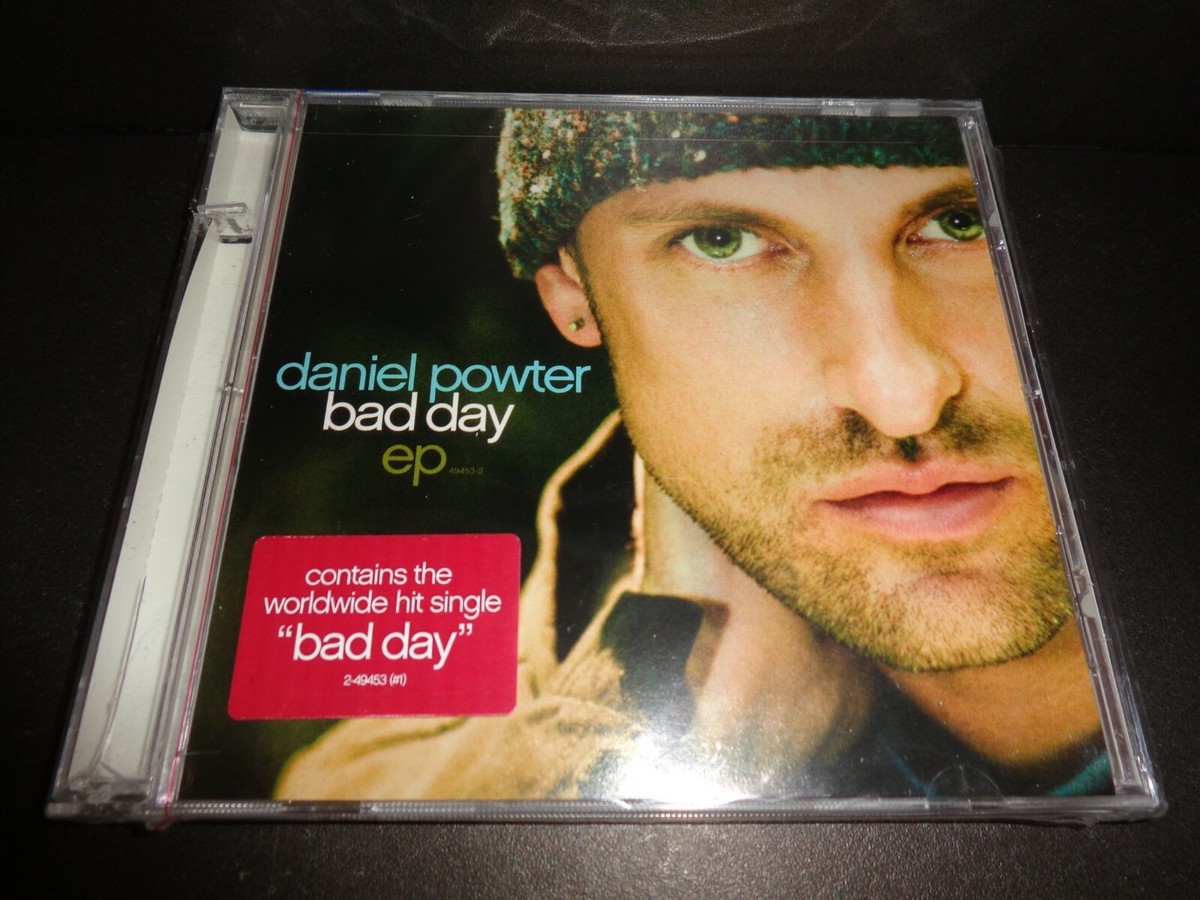 daniel powter
bad day
ep 49453-2
contains the
worldwide hit single
“bad day”
2-49453 (#1)